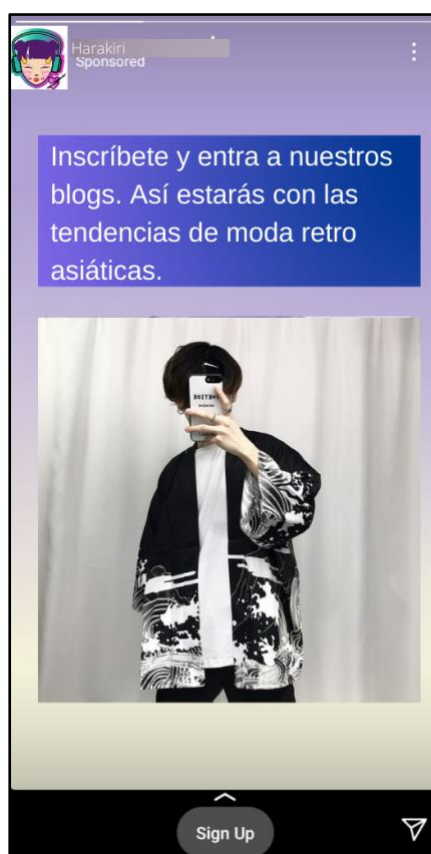 Harakiri
Sponsored
Inscríbete y entra a nuestros
blogs. Así estarás con las
tendencias de moda retro
asiáticas.
Sign Up